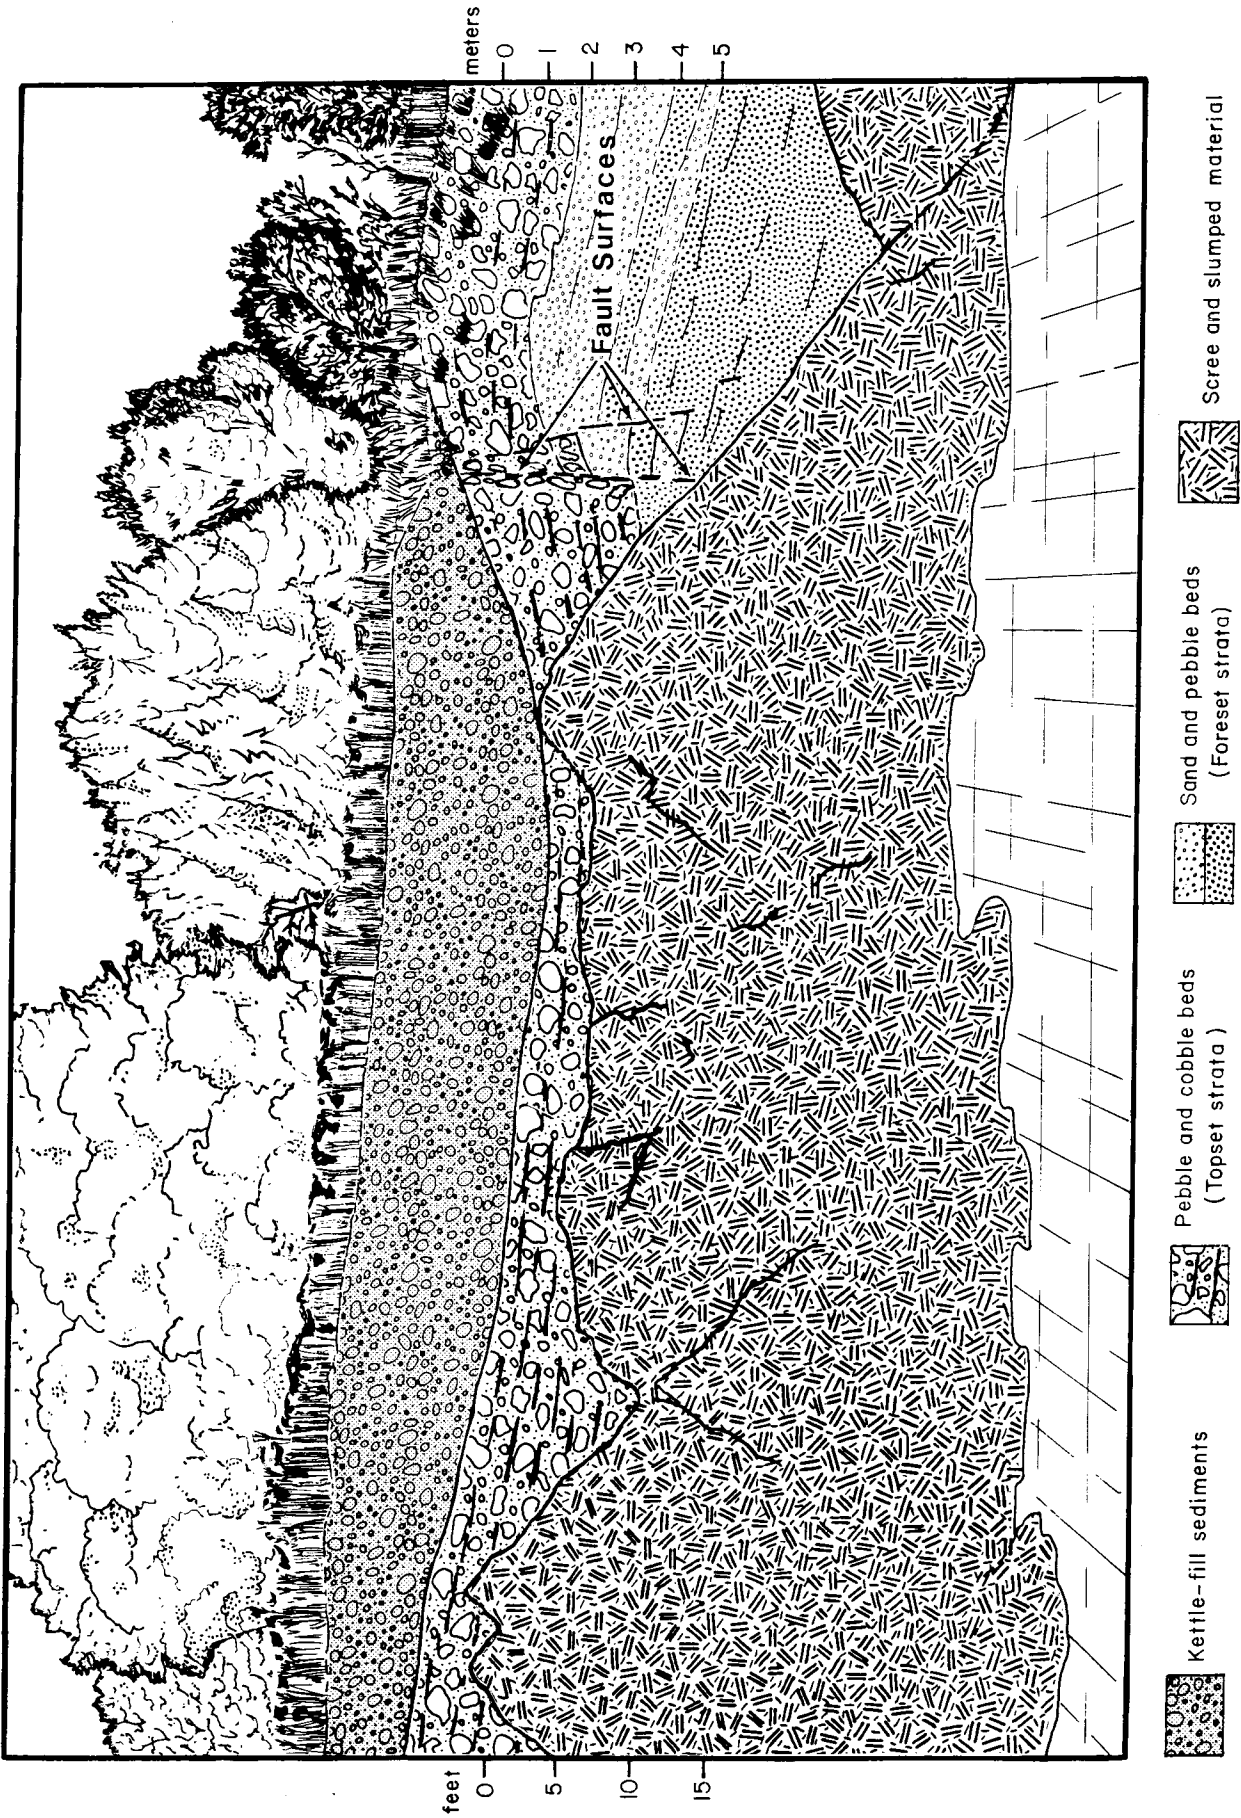 meters
0
1
2
3
4
5
Fault Surfaces
feet
0
5
10
15
Kettle-fill sediments
Pebble and cobble beds
(Topset strata)
Sand and pebble beds
(Foreset strata)
Scree and slumped material